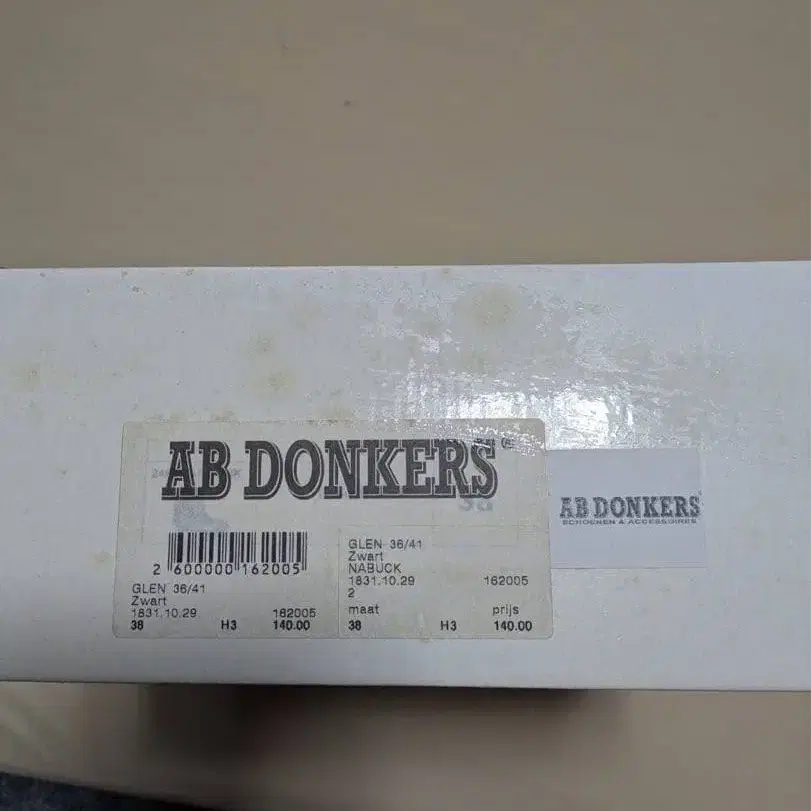 AB DONKERS
2 600000 162005
GLEN 36/41
Zwart
1831.10.29 162005
38 H3 140.00
GLEN 36/41
Zwart
NABUCK
1831.10.29 162005
2
maat prijs
38 H3 140.00
AB DONKERS
SCHOENEN & ACCESSOIRES